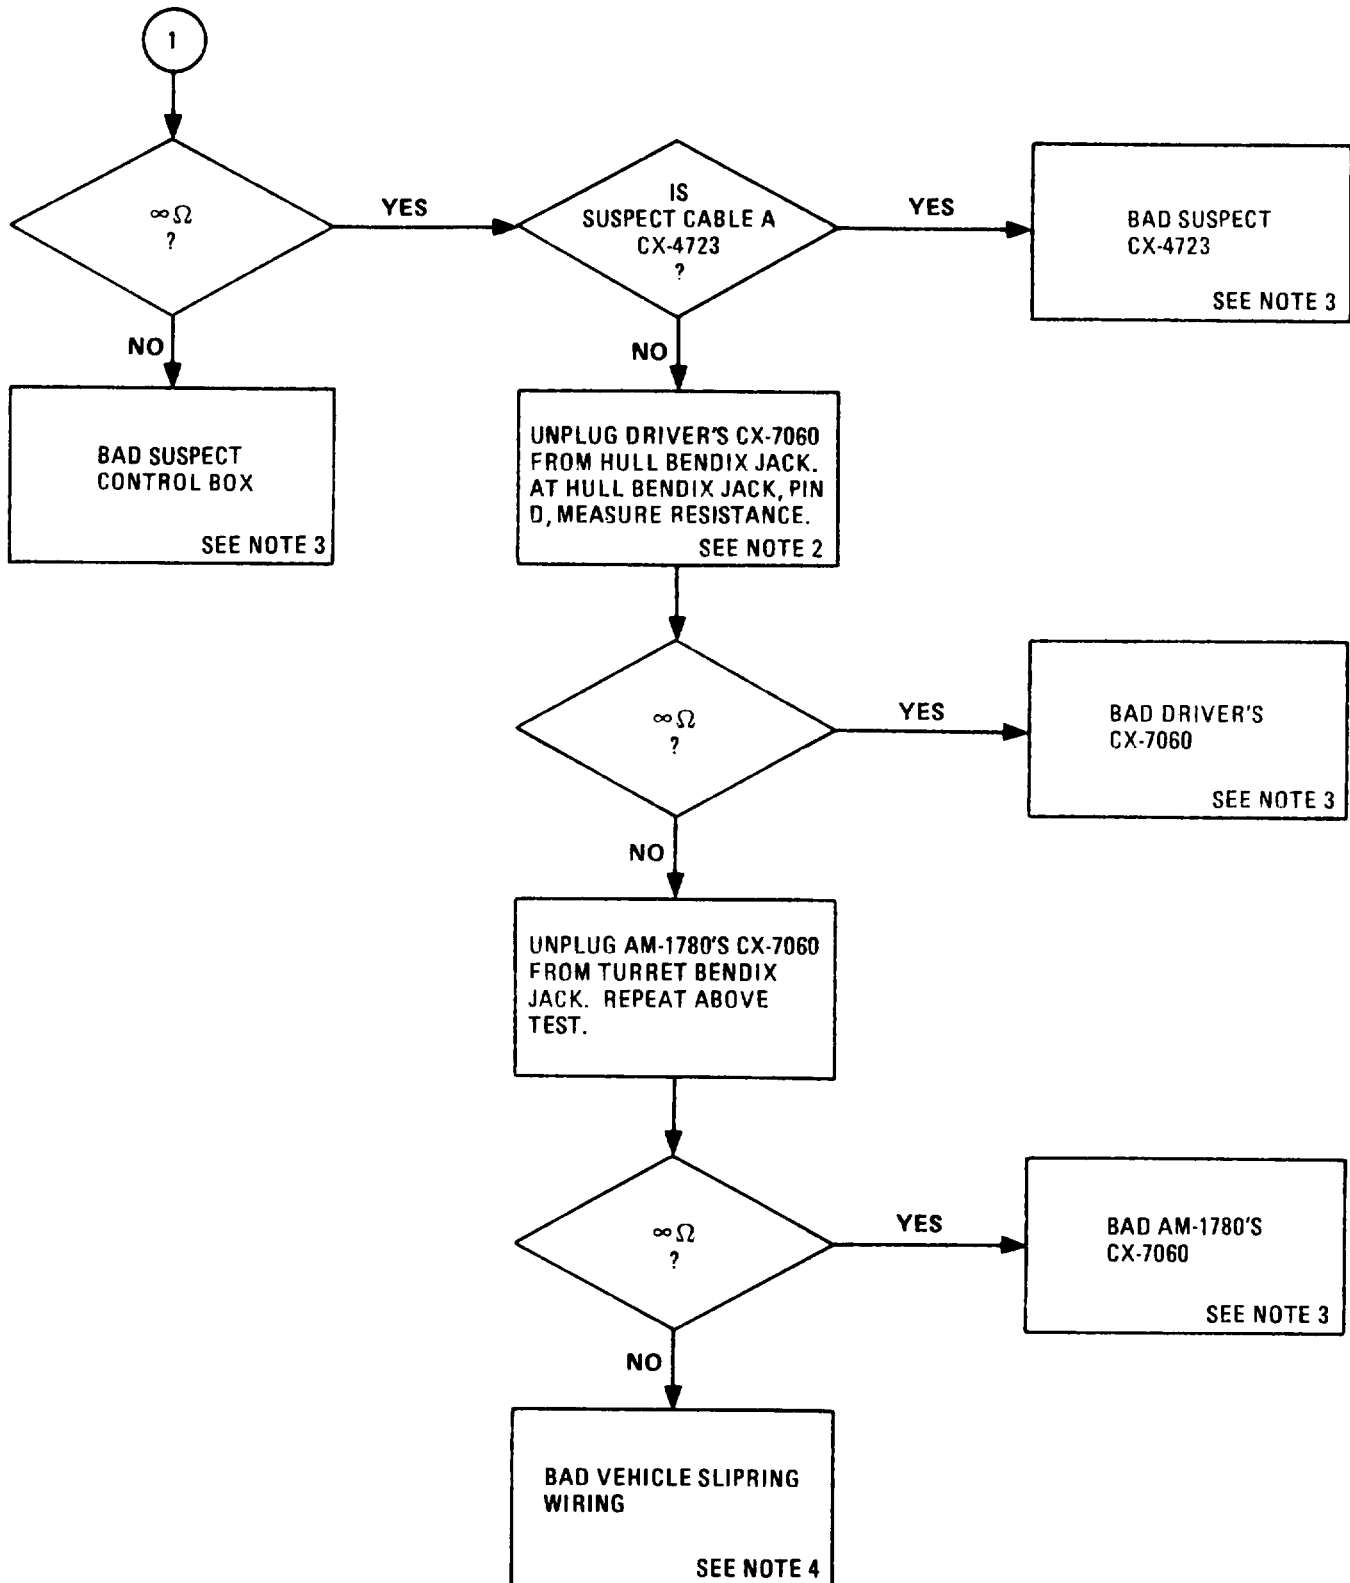 1
∞ Ω
?
YES
IS
SUSPECT CABLE A
CX-4723
?
YES
BAD SUSPECT
CX-4723
SEE NOTE 3
NO
BAD SUSPECT
CONTROL BOX
SEE NOTE 3
NO
UNPLUG DRIVER'S CX-7060
FROM HULL BENDIX JACK.
AT HULL BENDIX JACK, PIN
D, MEASURE RESISTANCE.
SEE NOTE 2
∞ Ω
?
YES
BAD DRIVER'S
CX-7060
SEE NOTE 3
NO
UNPLUG AM-1780'S CX-7060
FROM TURRET BENDIX
JACK. REPEAT ABOVE
TEST.
∞ Ω
?
YES
BAD AM-1780'S
CX-7060
SEE NOTE 3
NO
BAD VEHICLE SLIPRING
WIRING
SEE NOTE 4